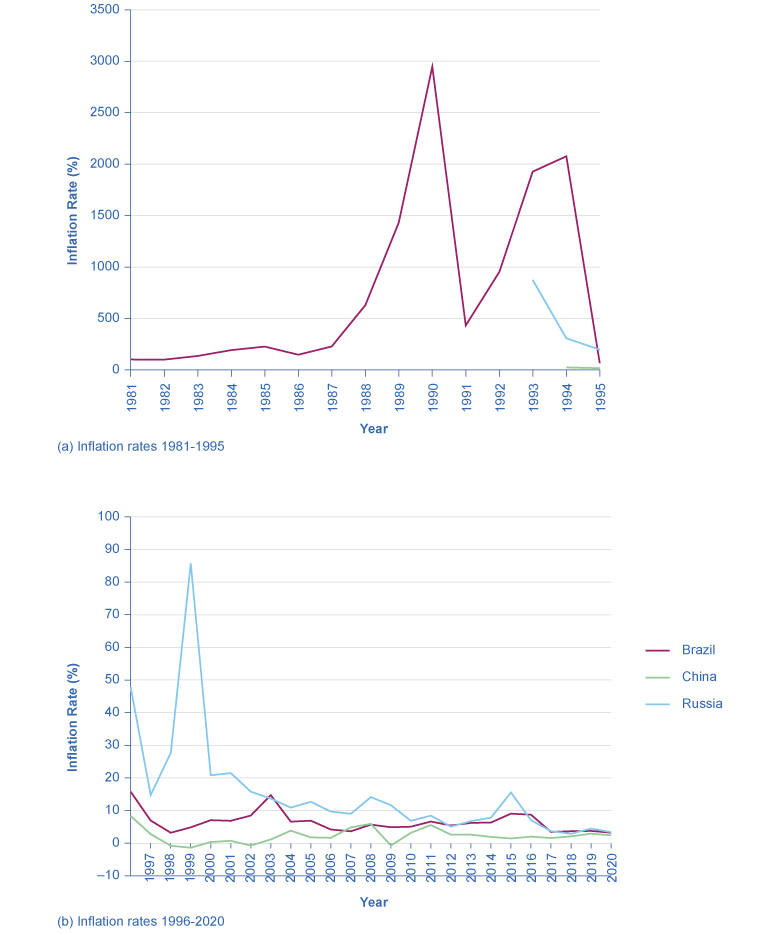 3500
3000
2500
2000
1500
1000
500
0
Inflation Rate (%)
1981 1982 1983 1984 1985 1986 1987 1988 1989 1990 1991 1992 1993 1994 1995
Year
(a) Inflation rates 1981-1995
100
90
80
70
60
50
40
30
20
10
0
–10
Inflation Rate (%)
1997 1998 1999 2000 2001 2002 2003 2004 2005 2006 2007 2008 2009 2010 2011 2012 2013 2014 2015 2016 2017 2018 2019 2020
Year
Brazil
China
Russia
(b) Inflation rates 1996-2020